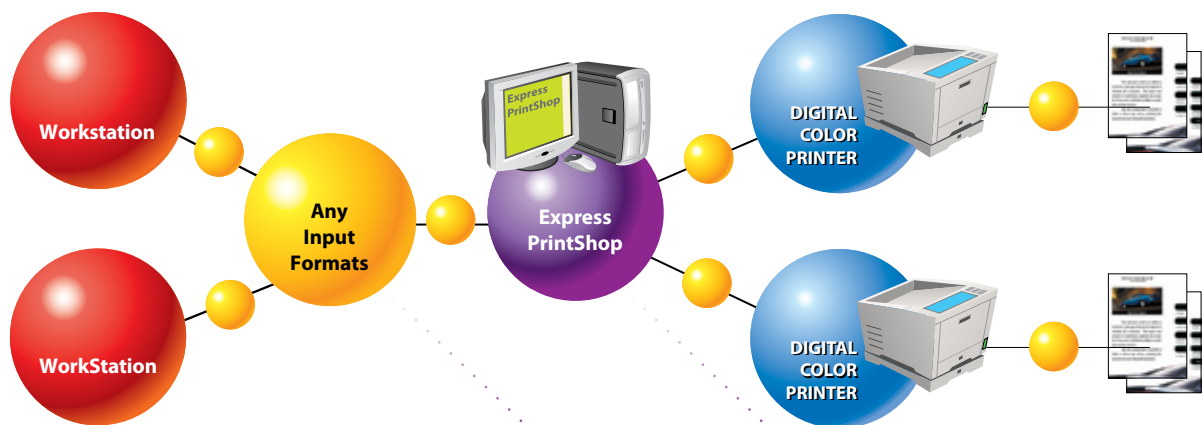 Workstation
WorkStation
Any
Input
Formats
Express
PrintShop
Express
PrintShop
DIGITAL
COLOR
PRINTER
DIGITAL
COLOR
PRINTER